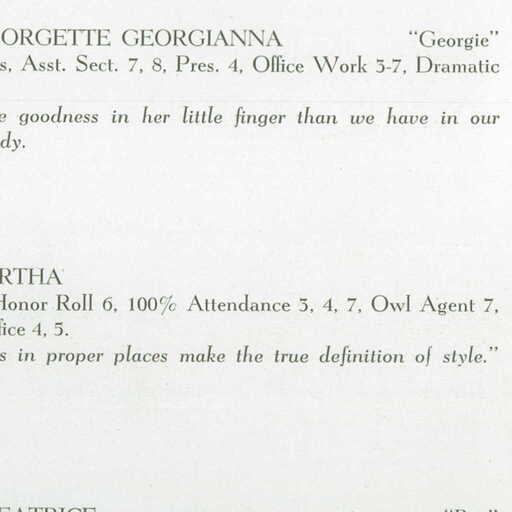 ORGETTE GEORGIANNA “Georgie”
s, Asst. Sect. 7, 8, Pres. 4, Office Work 3-7, Dramatic
e goodness in her little finger than we have in our
dy.
RTHA
Honor Roll 6, 100% Attendance 3, 4, 7, Owl Agent 7,
fice 4, 5.
s in proper places make the true definition of style.”
EATRICE